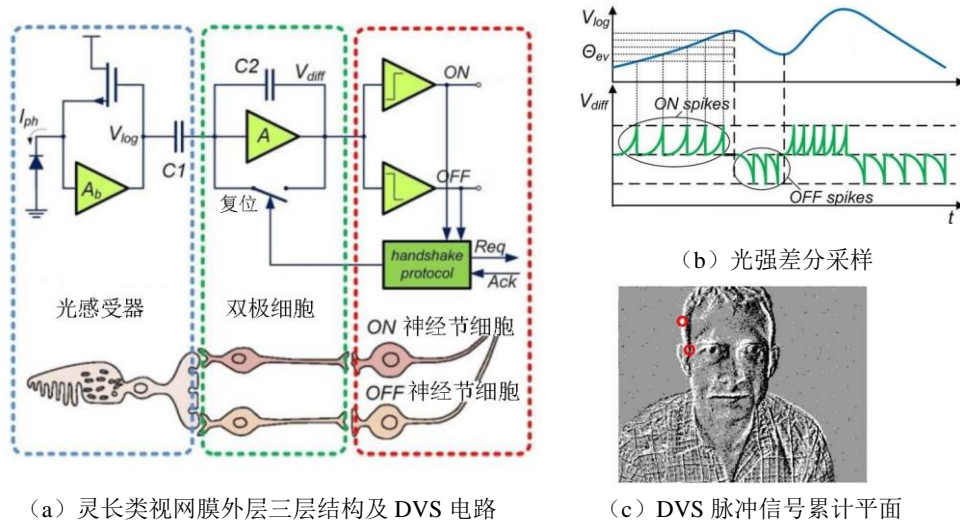 C2
V_diff
ON
I_ph
V_log
A
A_b
C1
OFF
复位
handshake
protocol
Req
Ack
光感受器
双极细胞
ON 神经节细胞
OFF 神经节细胞
(a)灵长类视网膜外层三层结构及 DVS 电路
V_log
Θ_ev
V_diff
ON spikes
OFF spikes
t
(b)光强差分采样
(c)DVS 脉冲信号累计平面